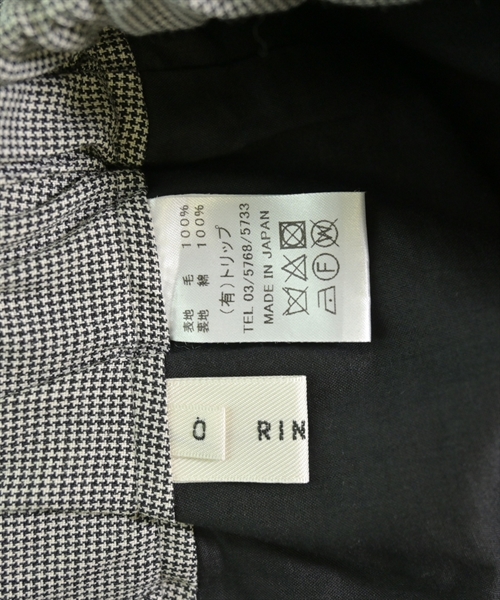 表地 毛 100%
裏地 綿 100%
(有)トリップ
TEL 03/5768/5733
MADE IN JAPAN
F
W
O
RIN